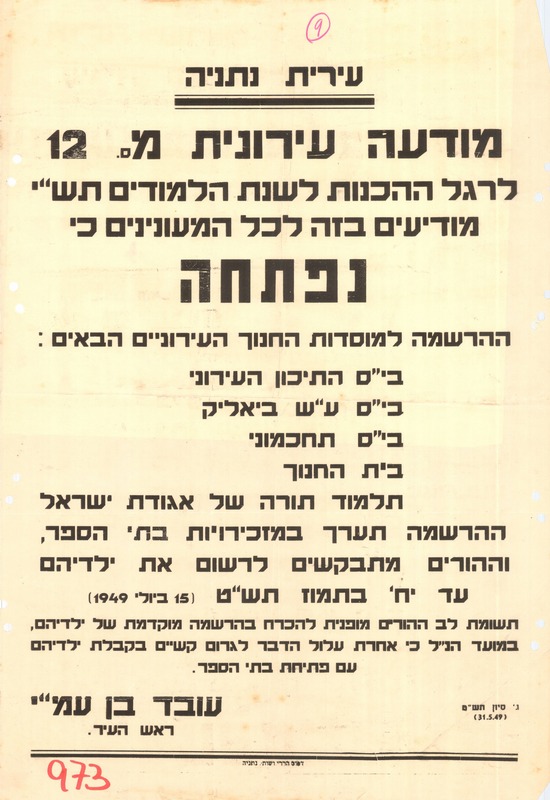 9
עירית נתניה
מודעה עירונית מס. 12
לרגל ההכנות לשנת הלמודים תש"י
מודיעים בזה לכל המעונינים כי
נפתחה
ההרשמה למוסדות החנוך העירוניים הבאים :
בי"ס התיכון העירוני
בי"ס ע"ש ביאליק
בי"ס תחכמוני
בית החנוך
תלמוד תורה של אגודת ישראל
ההרשמה תערך במזכירויות בתי הספר,
וההורים מתבקשים לרשום את ילדיהם
עד יח' בתמוז תש"ט (15 ביולי 1949)
תשומת לב ההורים מופנית להכרח בהרשמה מוקדמת של ילדיהם,
במועד הנ"ל כי אחרת עלול הדבר לגרום קשיים בקבלת ילדיהם
עם פתיחת בתי הספר.
ג' סיון תש"ט
(31.5.49)
עובד בן עמ"י
ראש העיר.
דפוס הררי ושות' נתניה
973